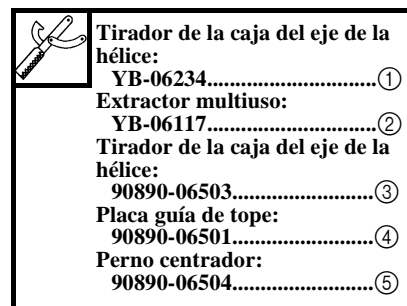 Tirador de la caja del eje de la
hélice:
YB-06234..............................①
Extractor multiuso:
YB-06117..............................②
Tirador de la caja del eje de la
hélice:
90890-06503.........................③
Placa guía de tope:
90890-06501.........................④
Perno centrador:
90890-06504.........................⑤